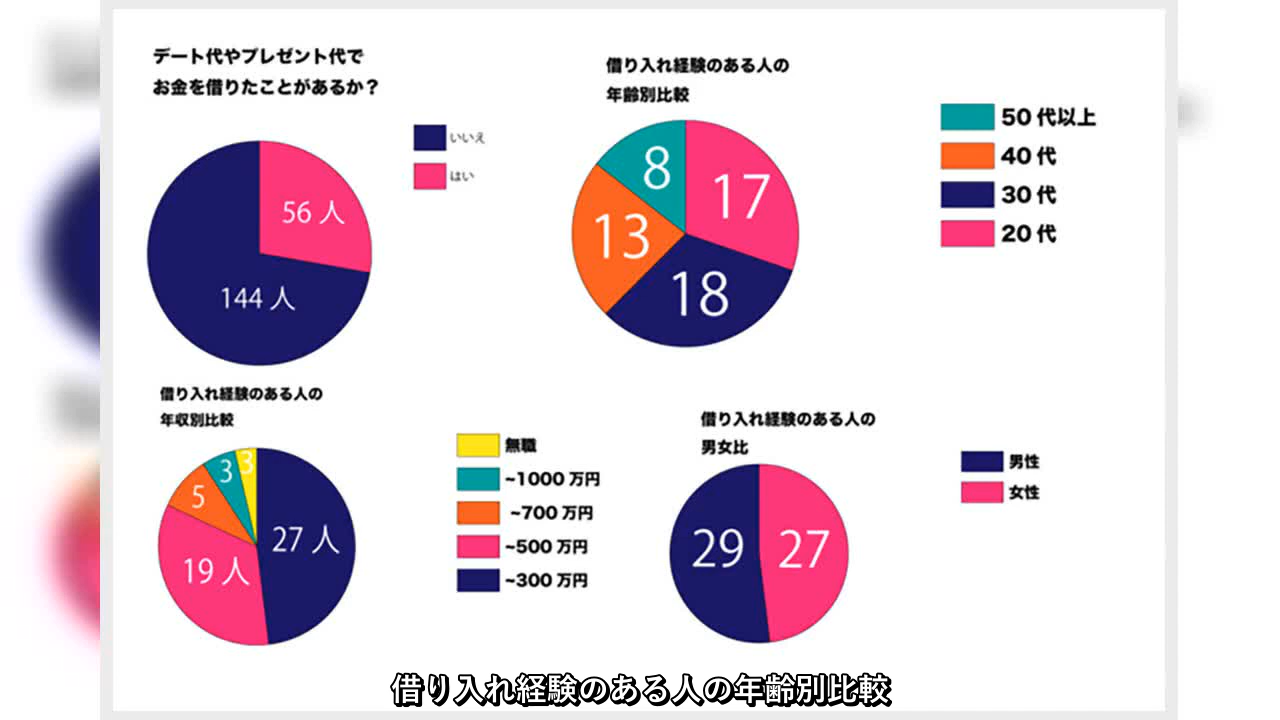 デート代やプレゼント代で
お金を借りたことがあるか？
いいえ
はい
56 人
144 人
借り入れ経験のある人の
年齢別比較
50 代以上
40 代
30 代
20 代
8
17
13
18
借り入れ経験のある人の
年収別比較
無職
~1000 万円
~700 万円
~500 万円
~300 万円
3
3
5
27 人
19 人
借り入れ経験のある人の
男女比
男性
女性
29
27
借り入れ経験のある人の年齢別比較